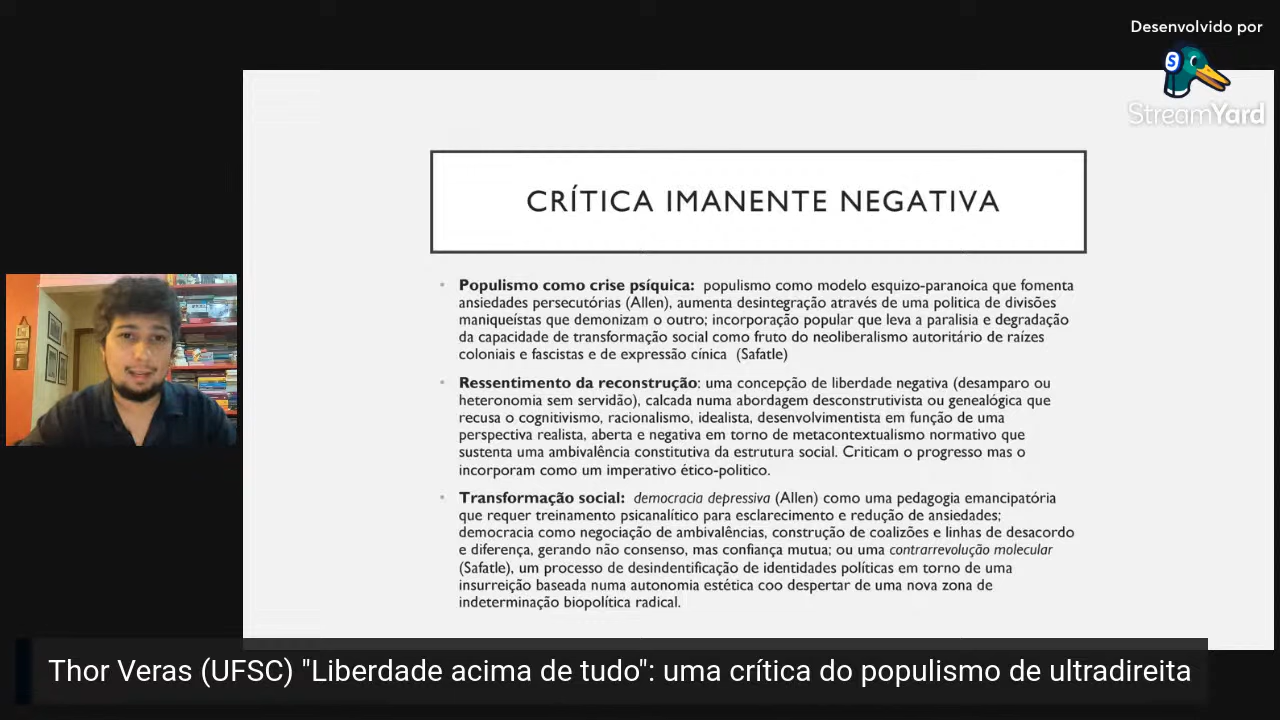 Desenvolvido por
StreamYard
CRÍTICA IMANENTE NEGATIVA
• Populismo como crise psíquica: populismo como modelo esquizo-paranoica que fomenta
ansiedades persecutórias (Allen), aumenta desintegração através de uma politica de divisões
maniqueístas que demonizam o outro; incorporação popular que leva a paralisia e degradação
da capacidade de transformação social como fruto do neoliberalismo autoritário de raízes
coloniais e fascistas e de expressão cínica (Safatle)
• Ressentimento da reconstrução: uma concepção de liberdade negativa (desamparo ou
heteronomia sem servidão), calcada numa abordagem desconstrutivista ou genealógica que
recusa o cognitivismo, racionalismo, idealista, desenvolvimentista em função de uma
perspectiva realista, aberta e negativa em torno de metacontextualismo normativo que
sustenta uma ambivalência constitutiva da estrutura social. Criticam o progresso mas o
incorporam como um imperativo ético-politico.
• Transformação social: democracia depressiva (Allen) como uma pedagogia emancipatória
que requer treinamento psicanalítico para esclarecimento e redução de ansiedades;
democracia como negociação de ambivalências, construção de coalizões e linhas de desacordo
e diferença, gerando não consenso, mas confiança mutua; ou uma contrarrevolução molecular
(Safatle), um processo de desindentificação de identidades políticas em torno de uma
insurreição baseada numa autonomia estética coo despertar de uma nova zona de
indeterminação biopolítica radical.
Thor Veras (UFSC) "Liberdade acima de tudo": uma crítica do populismo de ultradireita